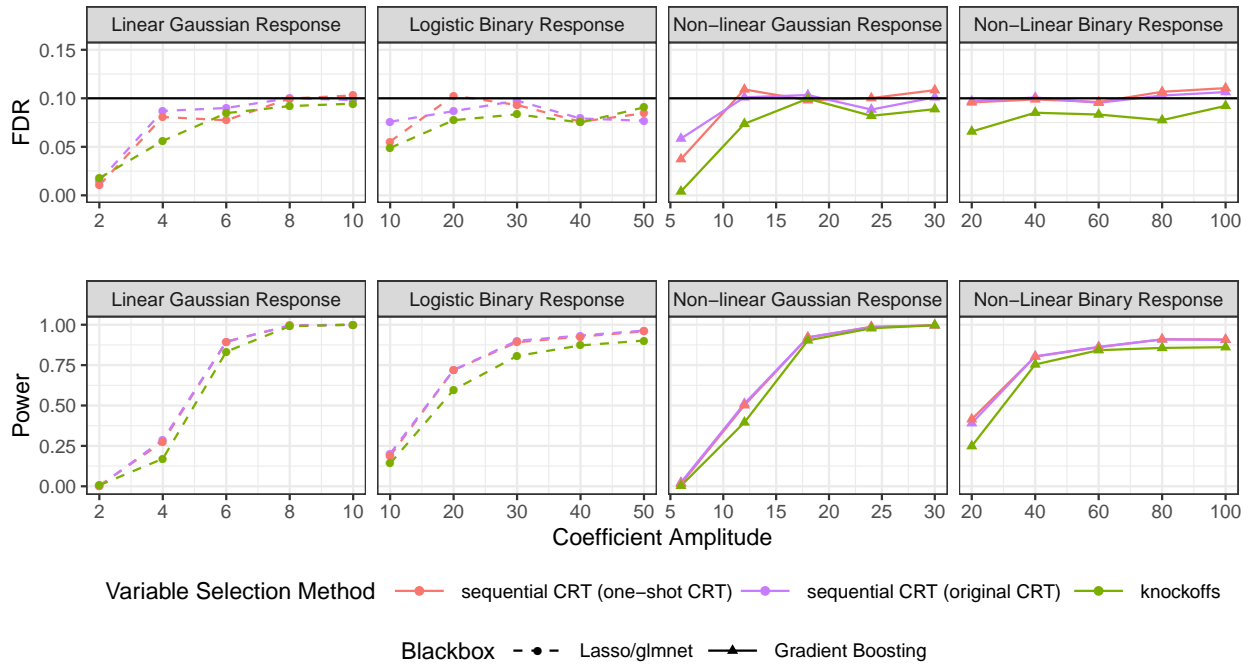 Linear Gaussian Response Logistic Binary Response Non−linear Gaussian Response Non−Linear Binary Response
0.15
0.10
0.05
0.00
FDR
2 4 6 8 10 10 20 30 40 50 5 10 15 20 25 30 20 40 60 80 100
Linear Gaussian Response Logistic Binary Response Non−linear Gaussian Response Non−Linear Binary Response
1.00
0.75
0.50
0.25
0.00
Power
2 4 6 8 10 10 20 30 40 50 5 10 15 20 25 30 20 40 60 80 100
Coefficient Amplitude
Variable Selection Method sequential CRT (one−shot CRT) sequential CRT (original CRT) knockoffs
Blackbox Lasso/glmnet Gradient Boosting